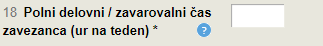 18 Polni delovni / zavarovalni čas
zavezanca (ur na teden) * ?